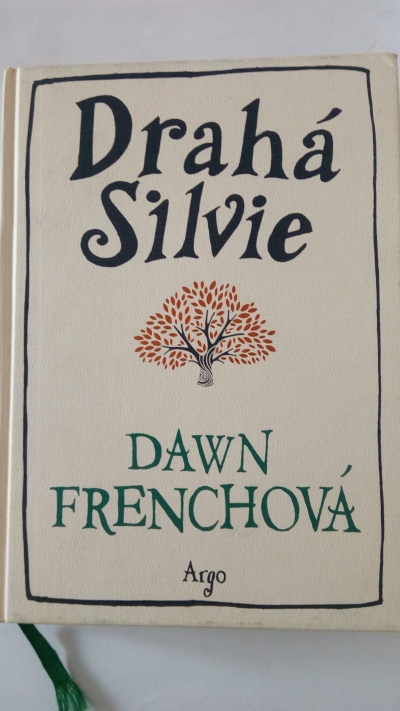 Drahá
Silvie
DAWN
FRENCHOVÁ
Argo